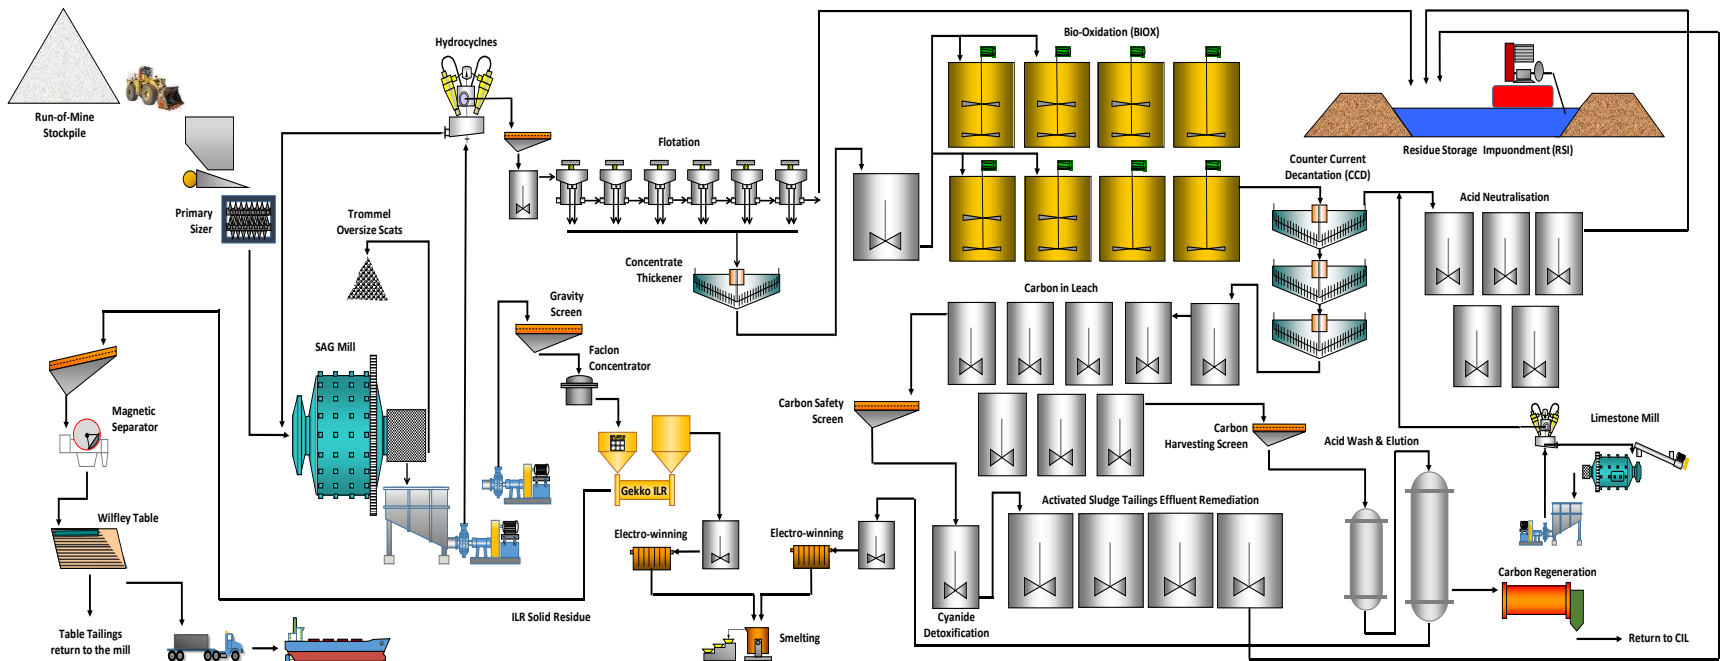 Hydrocyclnes
Bio-Oxidation (BIOX)
Run-of-Mine
Stockpile
Flotation
Residue Storage Impuondment (RSI)
Counter Current
Decantation (CCD)
Primary
Sizer
Trommel
Oversize Scats
Acid Neutralisation
Concentrate
Thickener
Gravity
Screen
Carbon in Leach
SAG Mill
Faclon
Concentrator
Magnetic
Separator
Carbon Safety
Screen
Carbon
Harvesting Screen
Limestone Mill
Acid Wash & Elution
Gekko ILR
Activated Sludge Tailings Effluent Remediation
Wilfley Table
Electro-winning
Electro-winning
Carbon Regeneration
ILR Solid Residue
Cyanide
Detoxification
Table Tailings
return to the mill
Smelting
Return to CIL